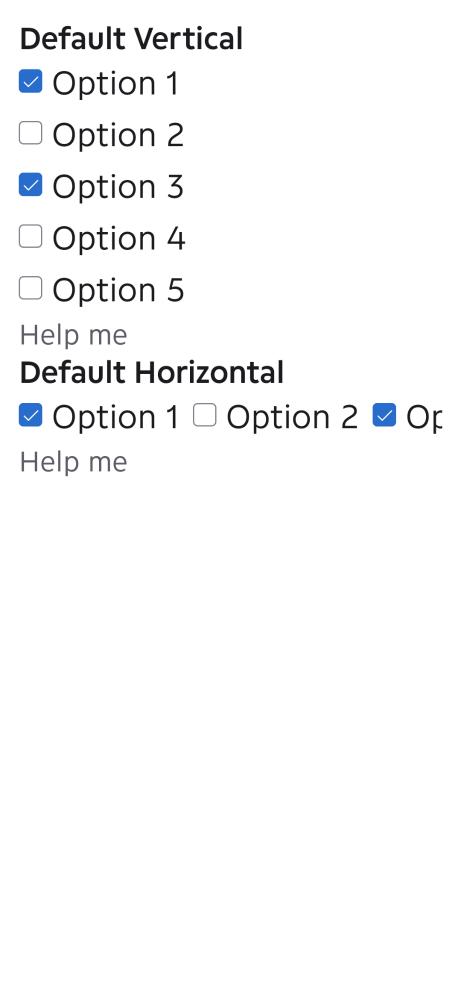 Default Vertical
Option 1
Option 2
Option 3
Option 4
Option 5
Help me
Default Horizontal
Option 1 Option 2 Op
Help me